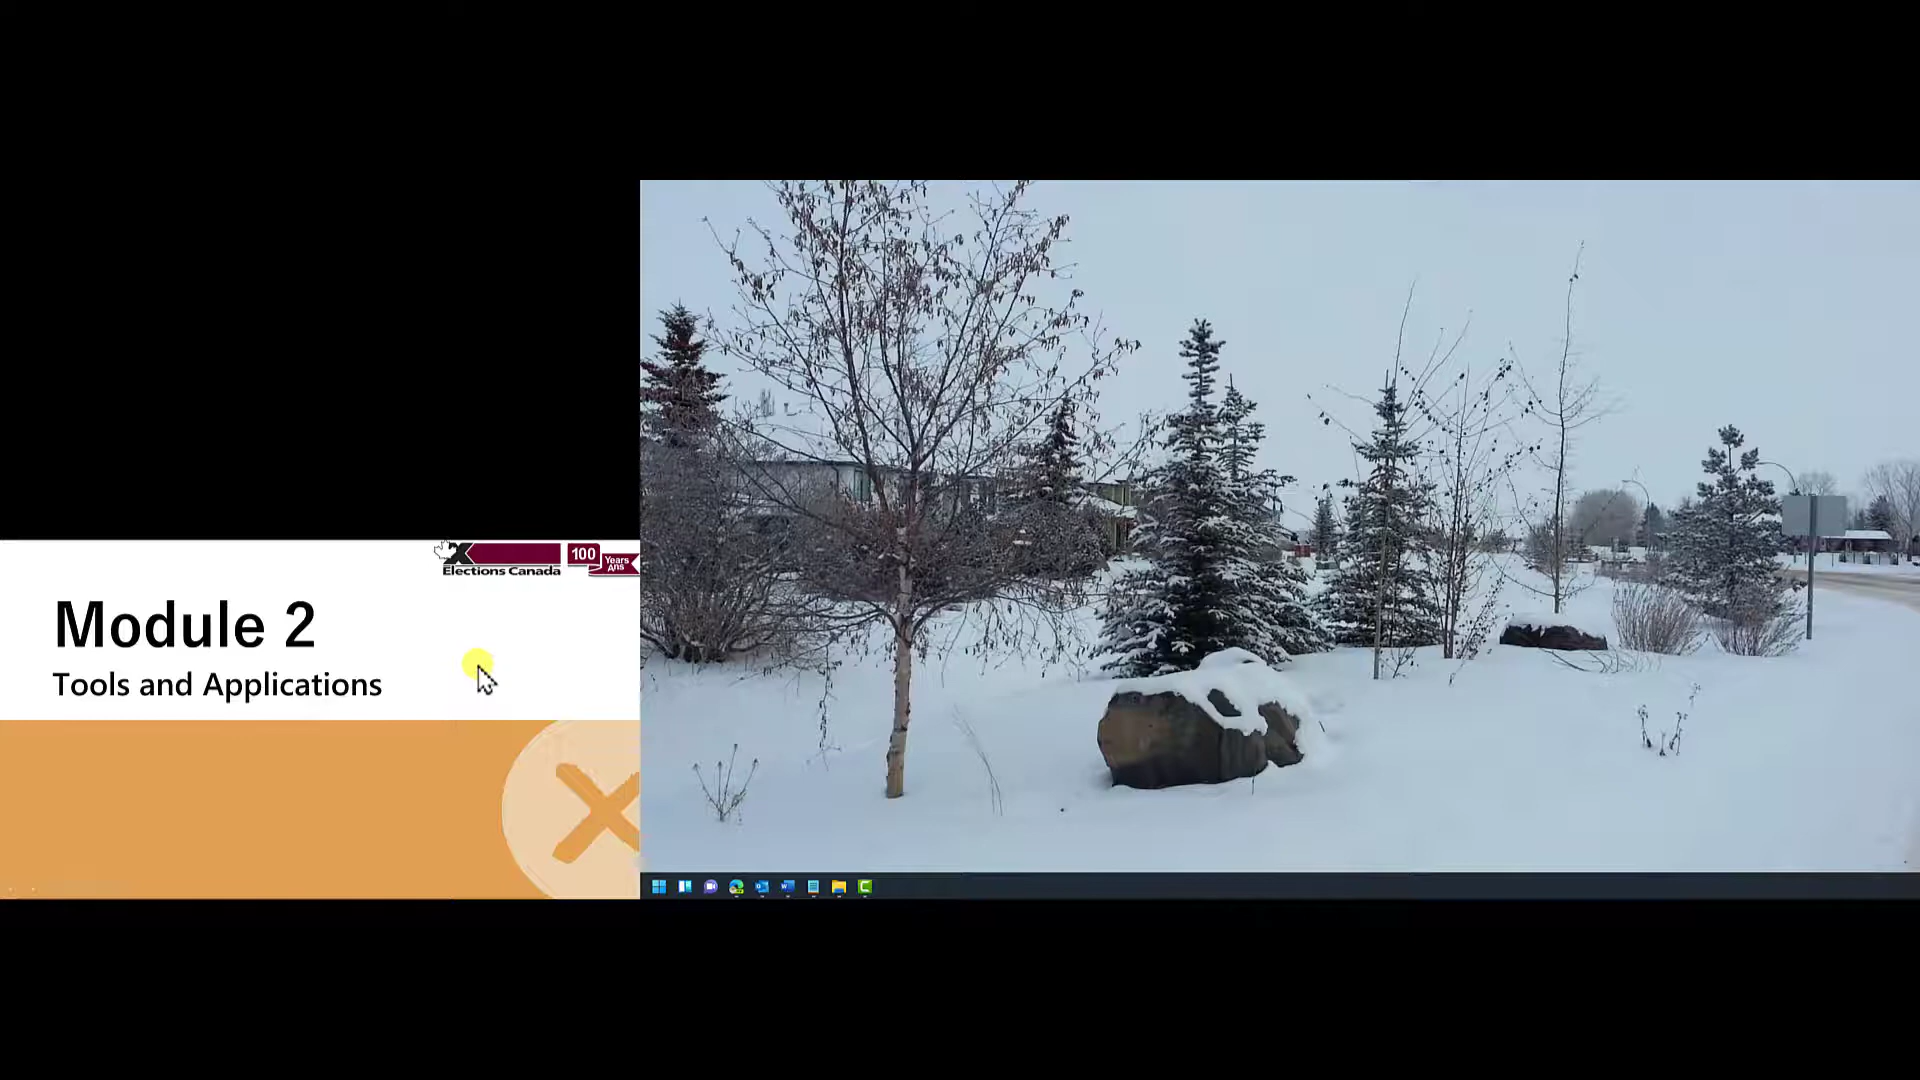 Elections Canada
100
Years
Ans
Module 2
Tools and Applications